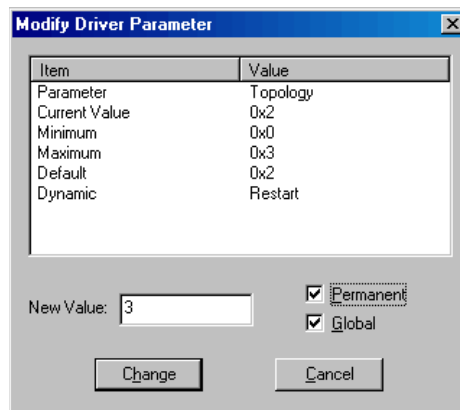 Modify Driver Parameter
Item Value
Parameter Topology
Current Value 0x2
Minimum 0x0
Maximum 0x3
Default 0x2
Dynamic Restart
New Value: 3
Permanent
Global
Change Cancel